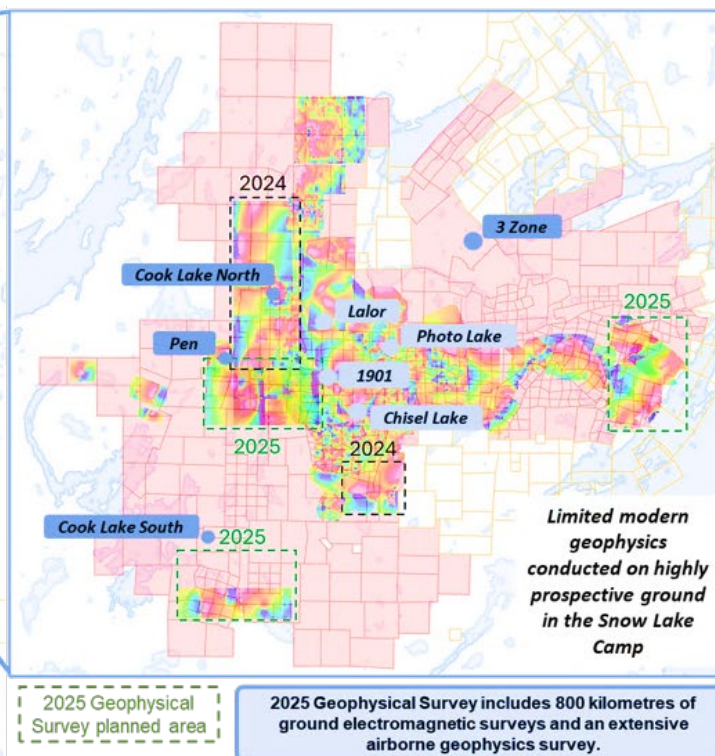 2024
3 Zone
Cook Lake North
Lalor
2025
Photo Lake
Pen
1901
Chisel Lake
2025
2024
Cook Lake South
2025
Limited modern
geophysics
conducted on highly
prospective ground
in the Snow Lake
Camp
2025 Geophysical
Survey planned area
2025 Geophysical Survey includes 800 kilometres of
ground electromagnetic surveys and an extensive
airborne geophysics survey.